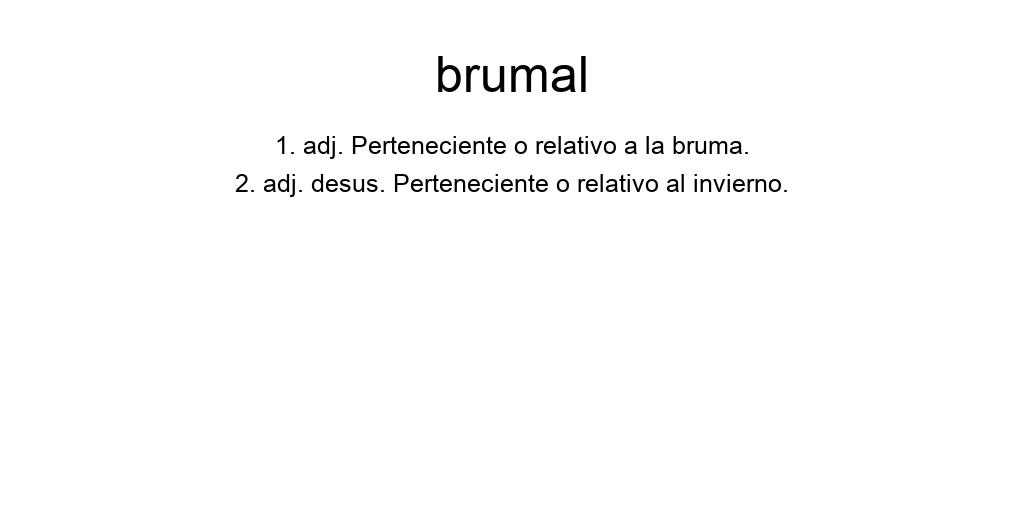 brumal
1. adj. Perteneciente o relativo a la bruma.
2. adj. desus. Perteneciente o relativo al invierno.